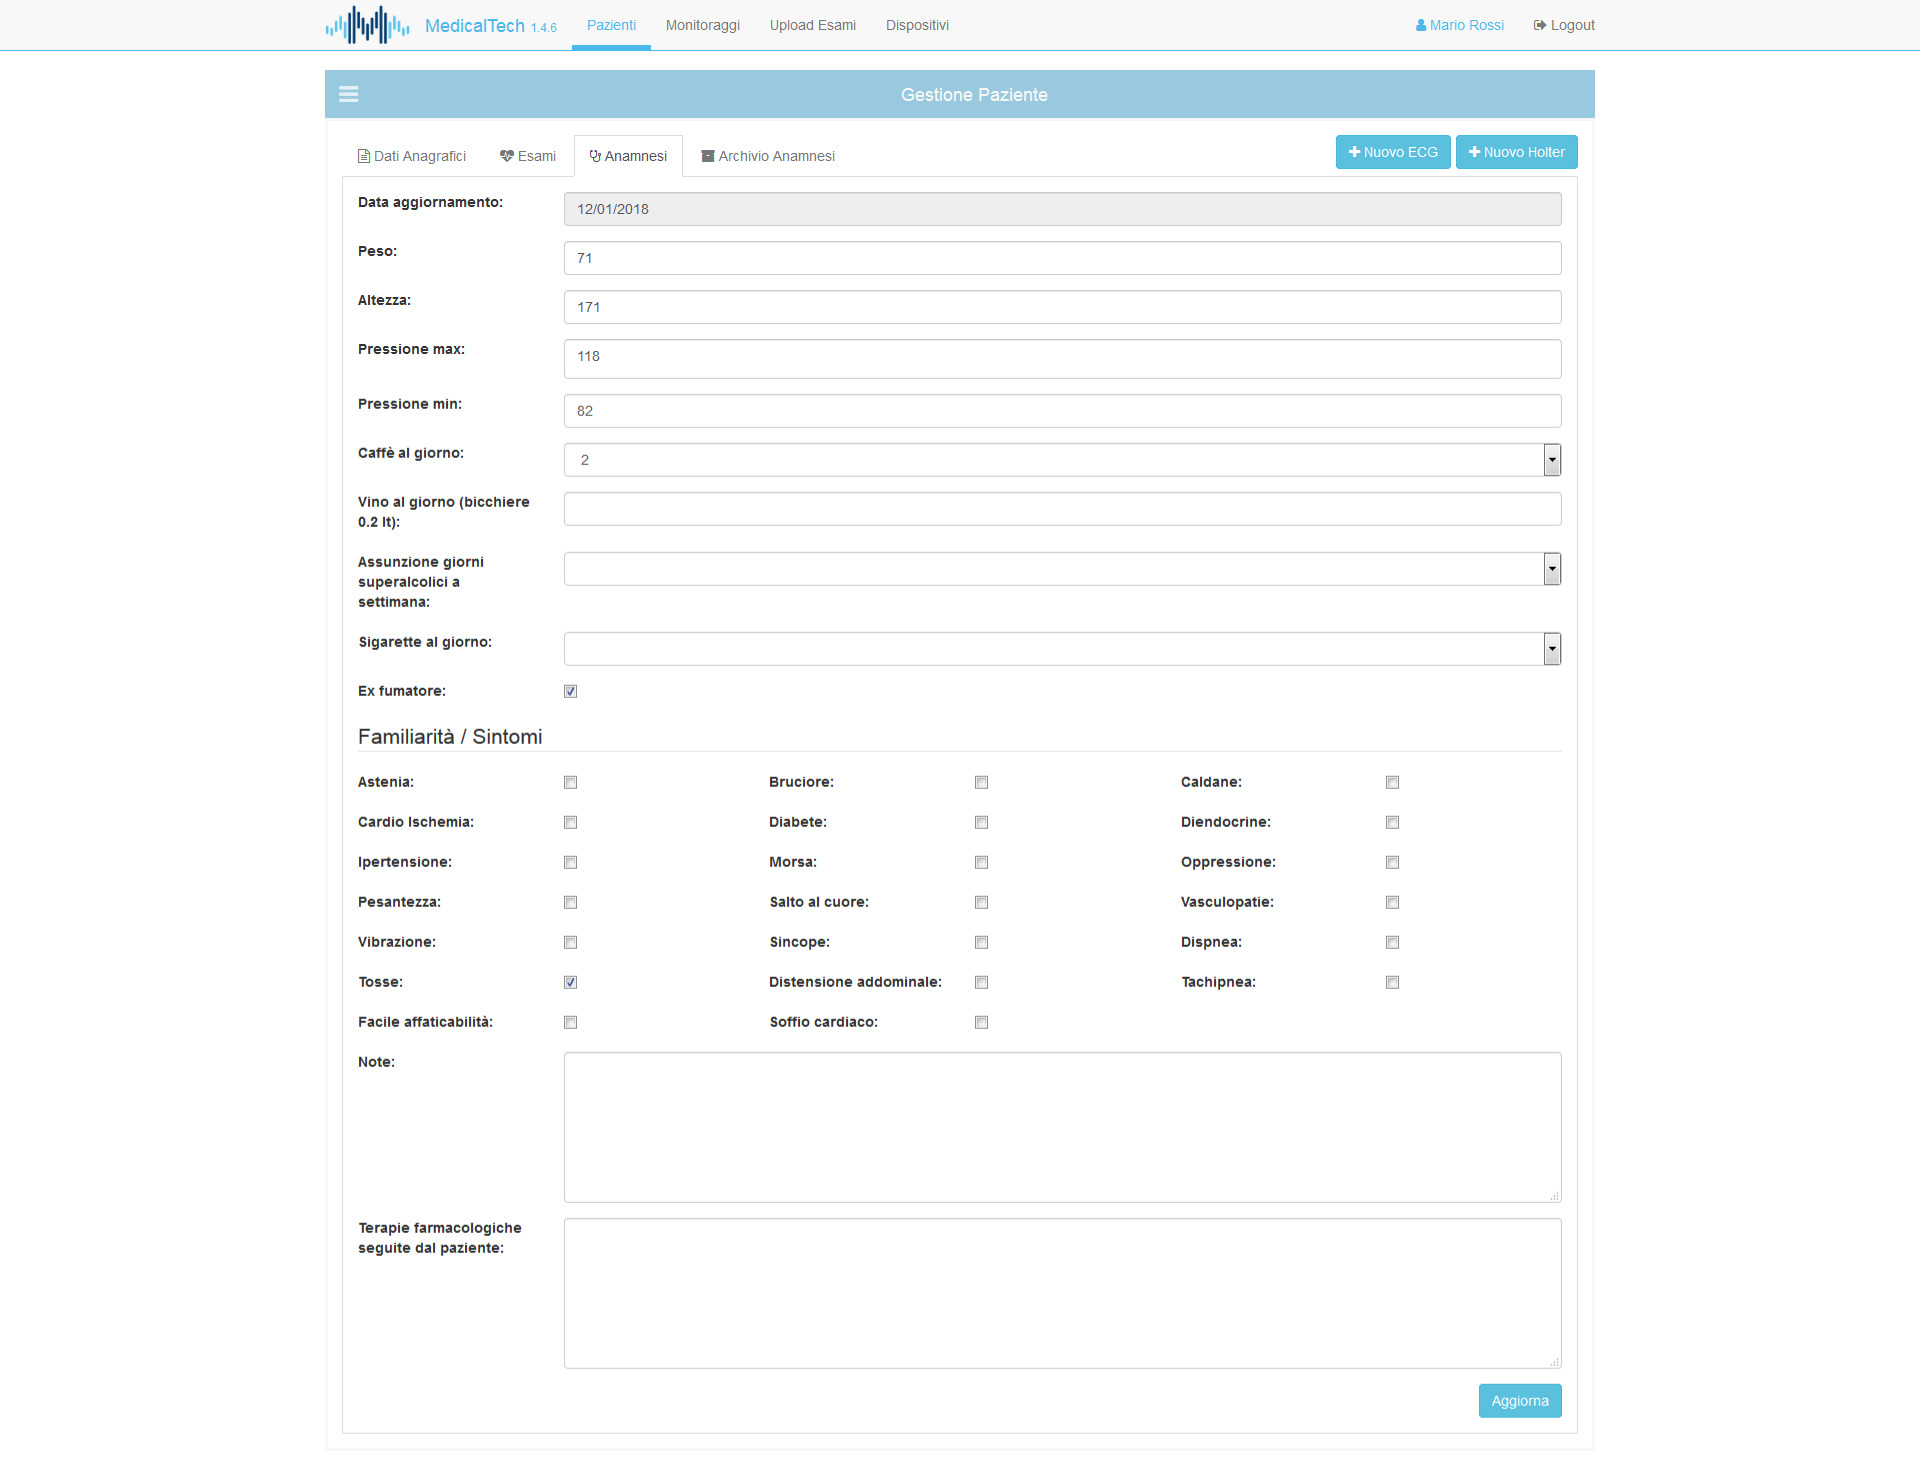 MedicalTech 1.4.6 Pazienti Monitoraggi Upload Esami Dispositivi Mario Rossi Logout
Gestione Paziente
Dati Anagrafici Esami Anamnesi Archivio Anamnesi Nuovo ECG Nuovo Holter
Data aggiornamento: 12/01/2018
Peso: 71
Altezza: 171
Pressione max: 118
Pressione min: 82
Caffè al giorno: 2
Vino al giorno (bicchiere
0.2 lt):
Assunzione giorni
superalcolici a
settimana:
Sigarette al giorno:
Ex fumatore:
Familiarità / Sintomi
Astenia: Bruciore: Caldane:
Cardio Ischemia: Diabete: Diendocrine:
Ipertensione: Morsa: Oppressione:
Pesantezza: Salto al cuore: Vasculopatie:
Vibrazione: Sincope: Dispnea:
Tosse: Distensione addominale: Tachipnea:
Facile affaticabilità: Soffio cardiaco:
Note:
Terapie farmacologiche
seguite dal paziente:
Aggiorna